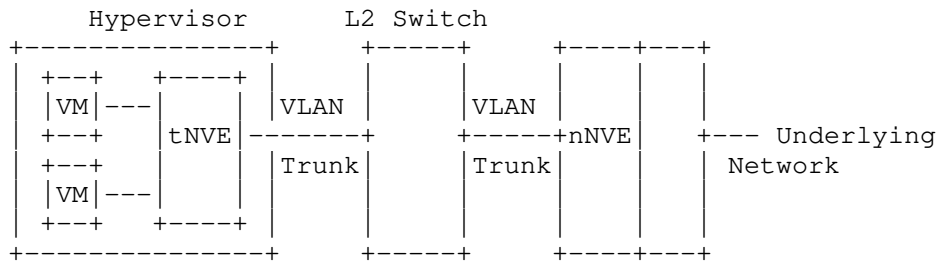 Hypervisor L2 Switch
VM VLAN VLAN
tNVE nNVE Underlying
Trunk Trunk Network
VM